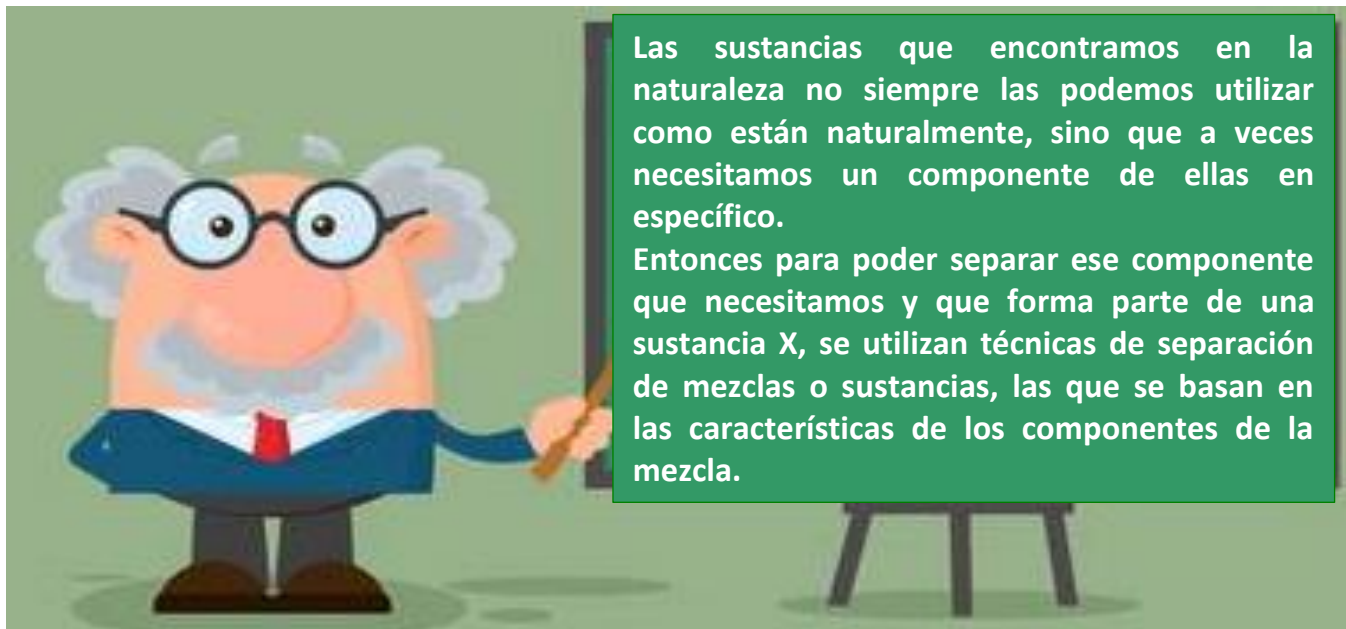 Las sustancias que encontramos en la
naturaleza no siempre las podemos utilizar
como están naturalmente, sino que a veces
necesitamos un componente de ellas en
específico.
Entonces para poder separar ese componente
que necesitamos y que forma parte de una
sustancia X, se utilizan técnicas de separación
de mezclas o sustancias, las que se basan en
las características de los componentes de la
mezcla.